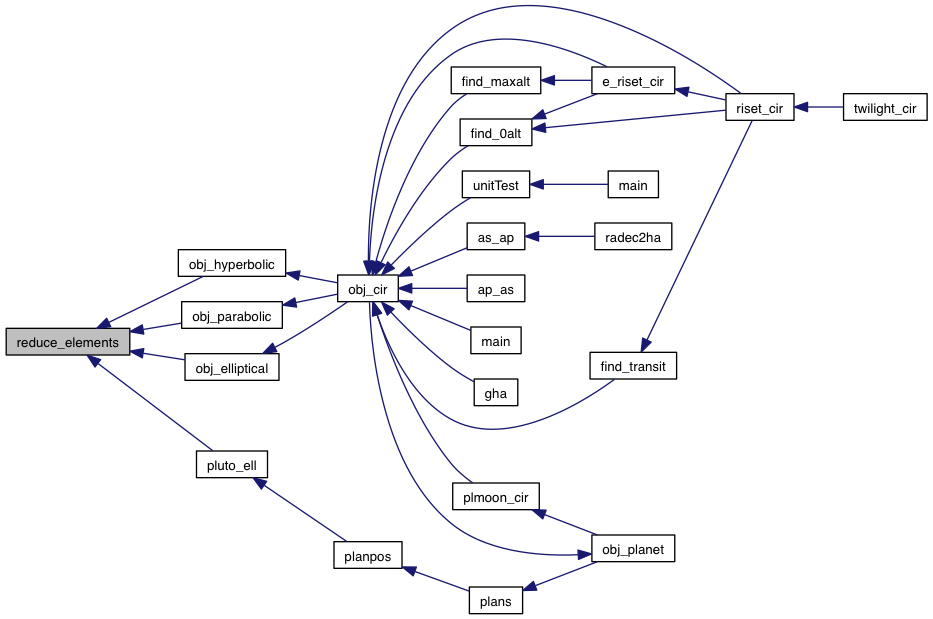 find_maxalt
e_riset_cir
riset_cir
twilight_cir
find_0alt
unitTest
main
as_ap
radec2ha
obj_hyperbolic
obj_cir
ap_as
obj_parabolic
reduce_elements
main
obj_elliptical
find_transit
gha
pluto_ell
plmoon_cir
planpos
obj_planet
plans